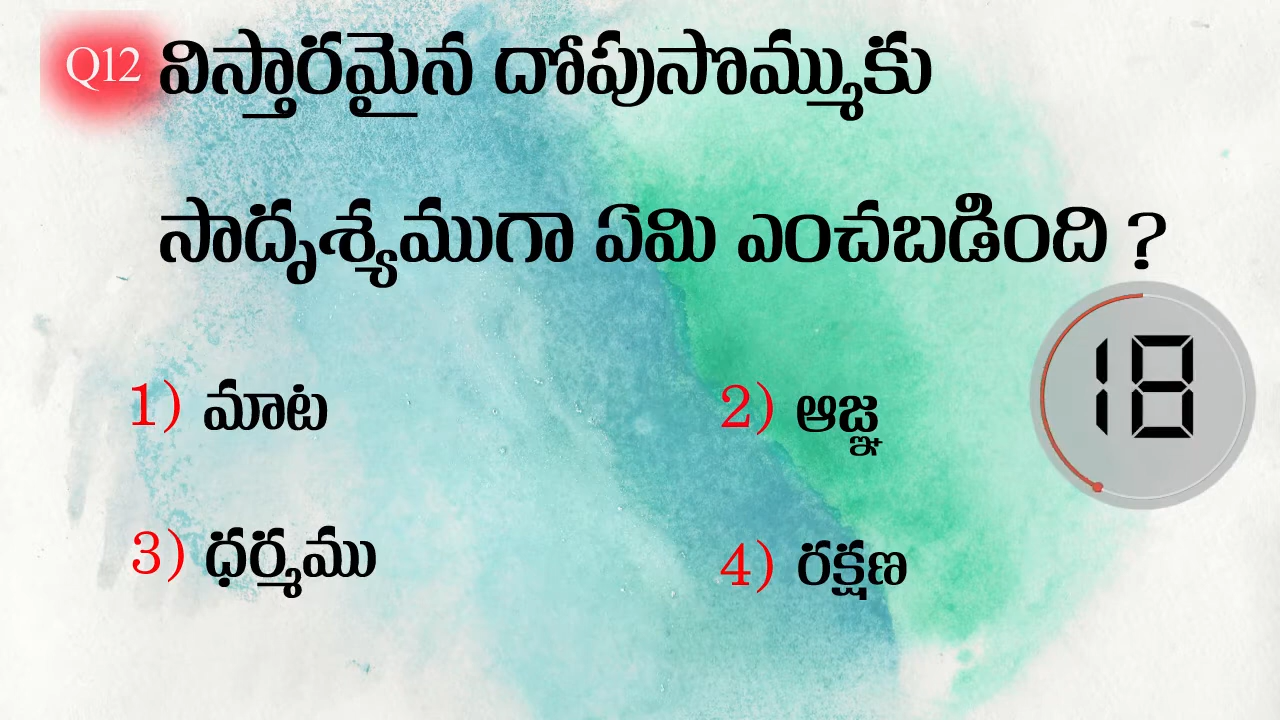 Q12 విస్తారమైన దోపుసొమ్ముకు
సాదృశ్యముగా ఏమి ఎంచబడింది ?
1) మాట
2) ఆజ్ఞ
18
3) ధర్మము
4) రక్షణ